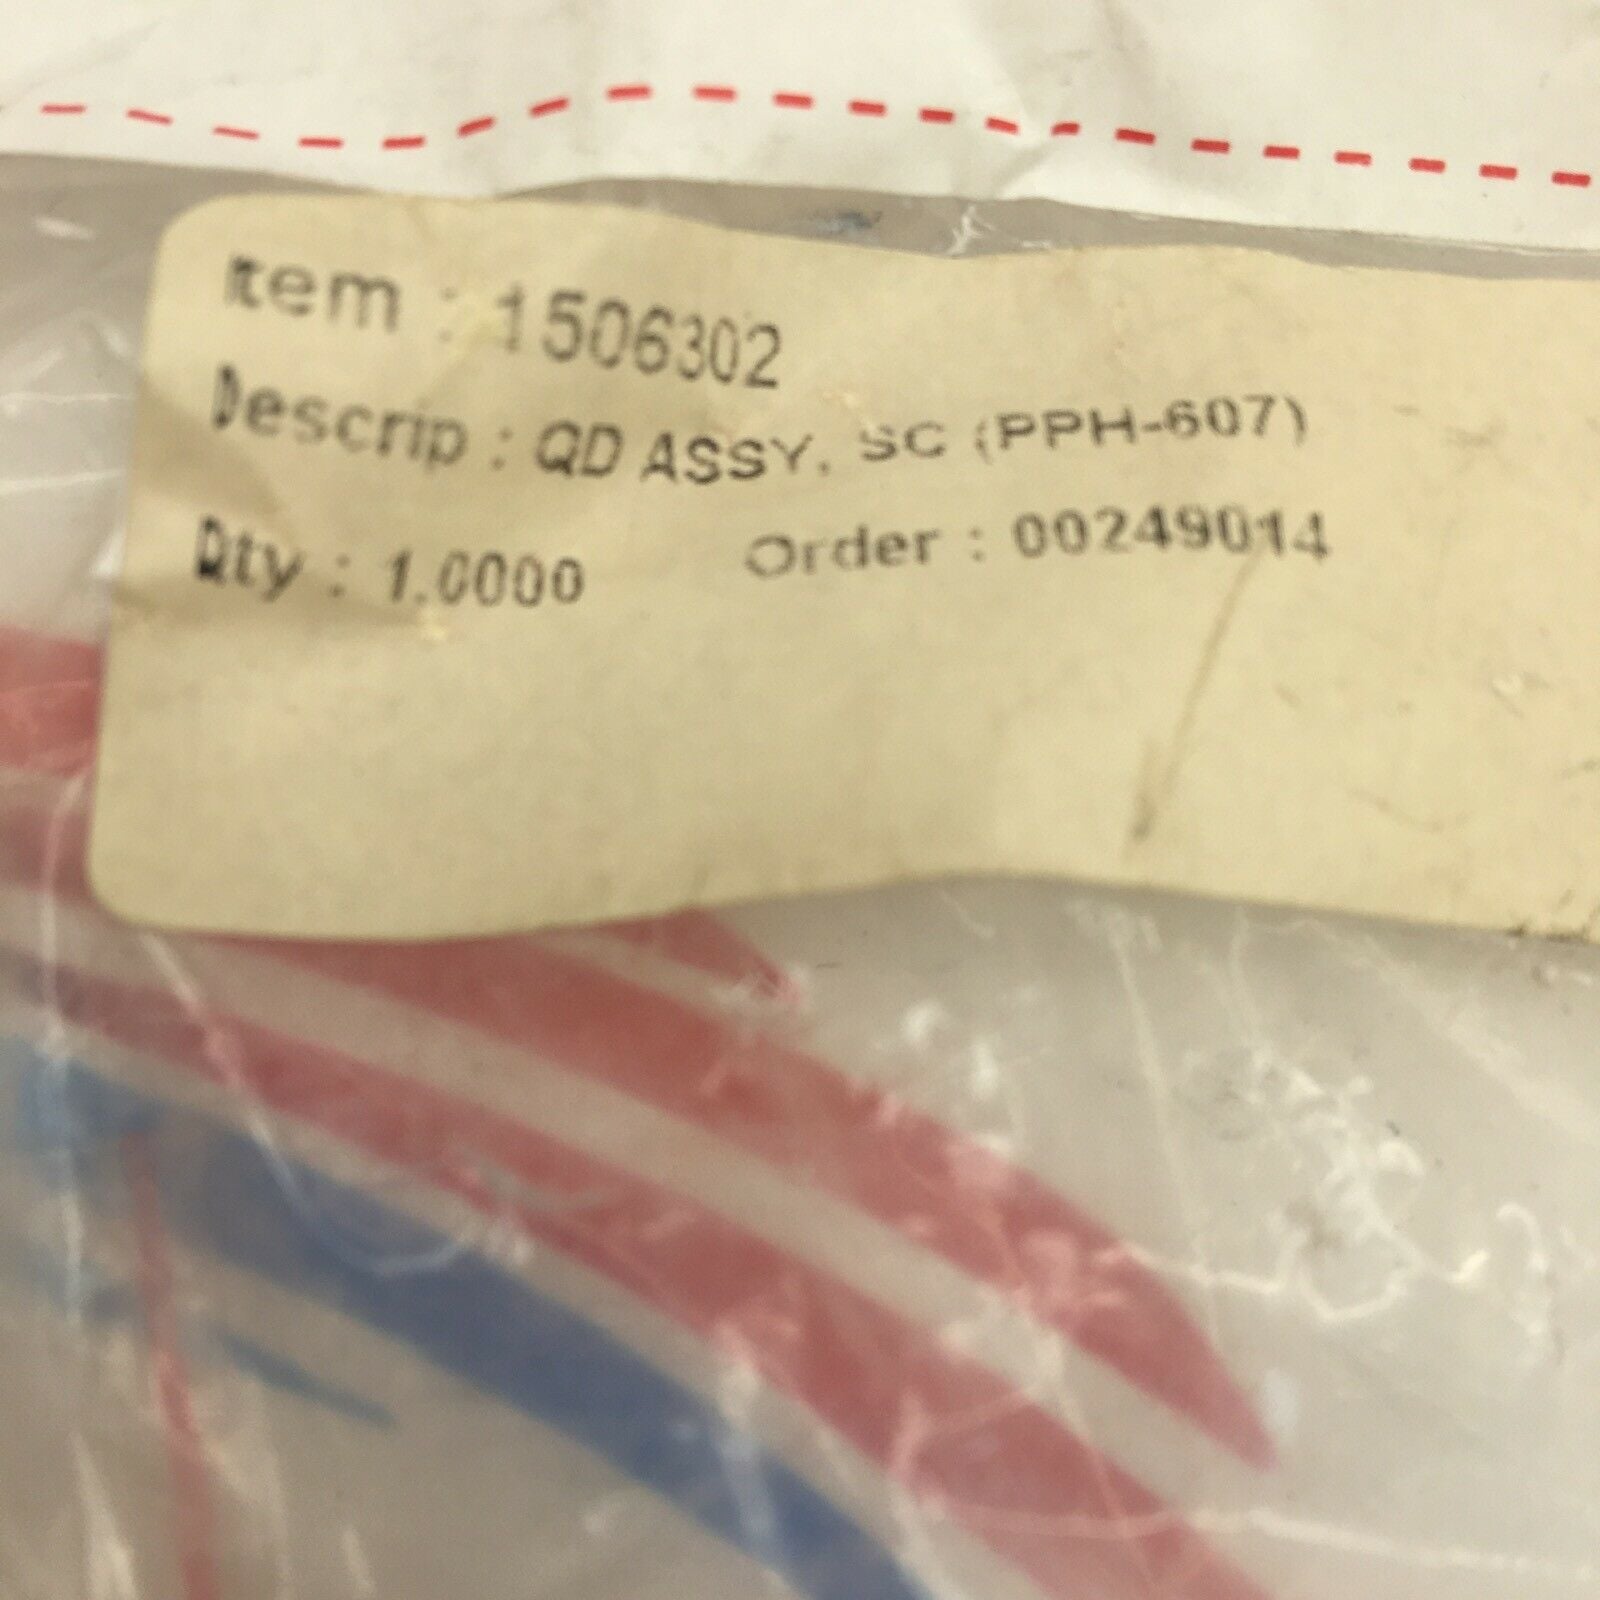 Item : 1506302
Descrip : QD ASSY, SC (PPH-607)
Qty : 1.0000 Order : 00249014